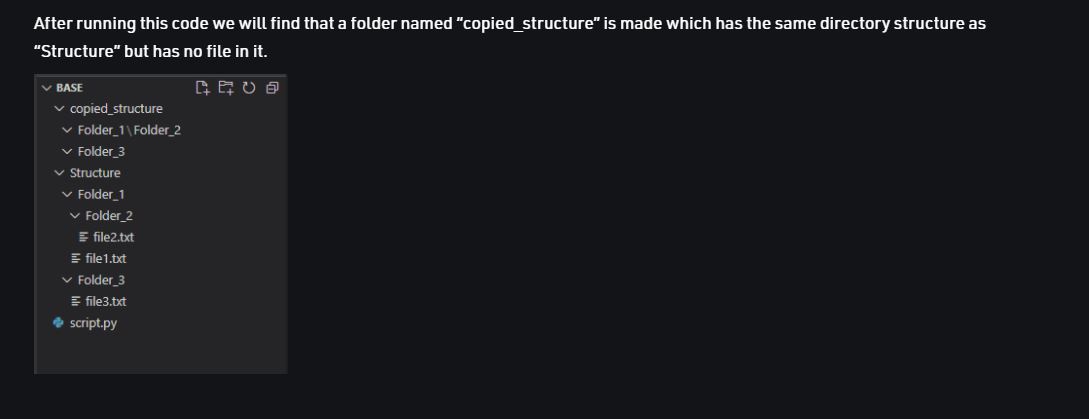 After running this code we will find that a folder named “copied_structure” is made which has the same directory structure as
“Structure” but has no file in it.
BASE
copied_structure
Folder_1\Folder_2
Folder_3
Structure
Folder_1
Folder_2
file2.txt
file1.txt
Folder_3
file3.txt
script.py